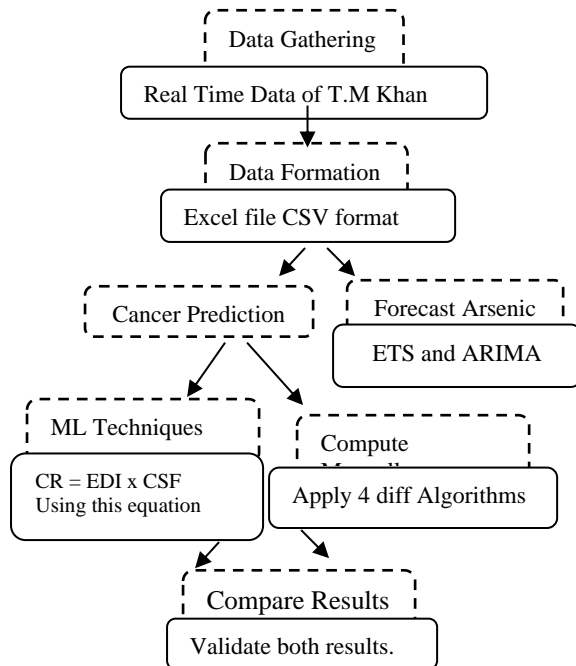 Data Gathering
Real Time Data of T.M Khan
Data Formation
Excel file CSV format
Cancer Prediction
Forecast Arsenic
ETS and ARIMA
ML Techniques
CR = EDI x CSF
Using this equation
Compute
Apply 4 diff Algorithms
Compare Results
Validate both results.